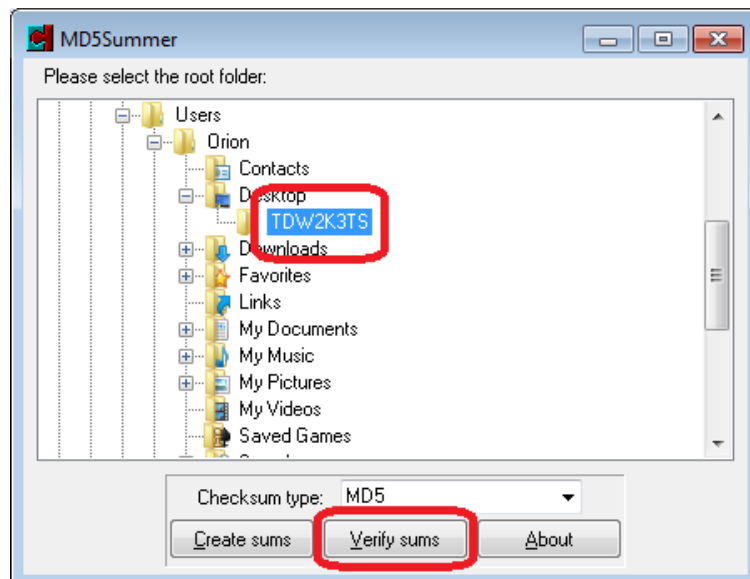 MD5Summer
Please select the root folder:
Users
Orion
Contacts
Desktop
TDW2K3TS
Downloads
Favorites
Links
My Documents
My Music
My Pictures
My Videos
Saved Games
Checksum type: MD5
Create sums Verify sums About